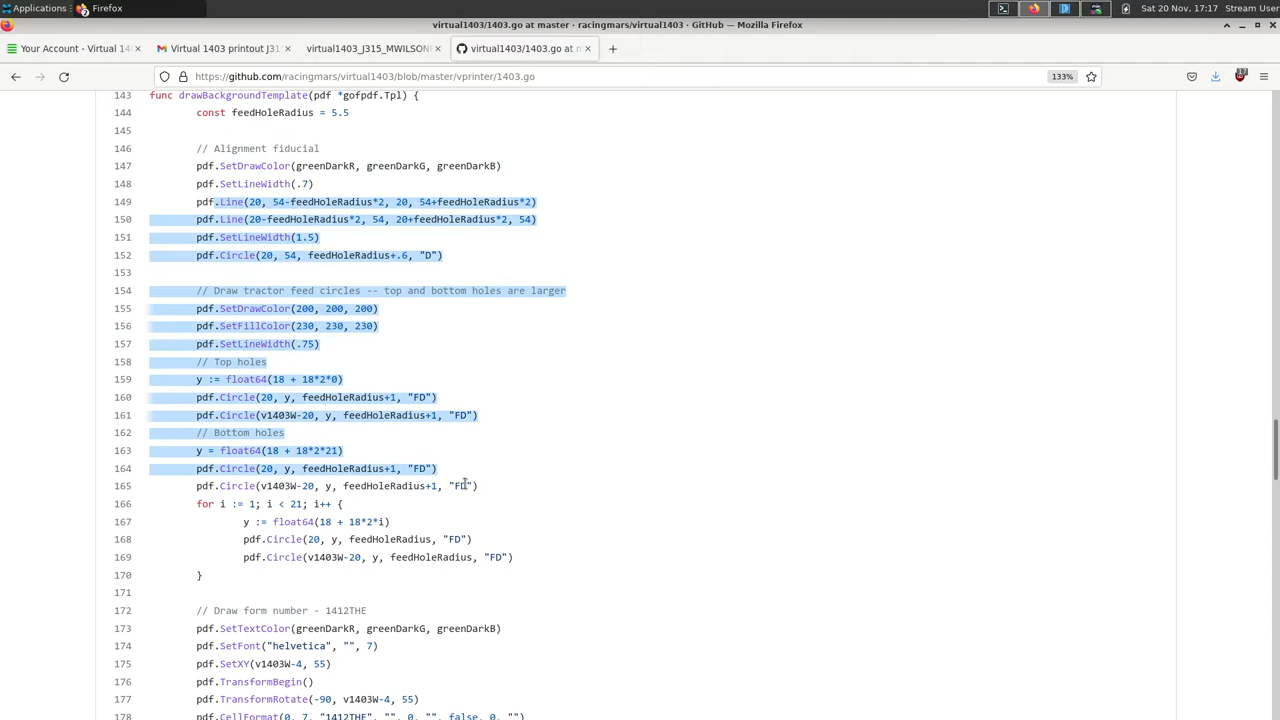 Applications
Firefox
Sat 20 Nov, 17:17 Stream User
virtual1403/1403.go at master · racingmars/virtual1403 · GitHub — Mozilla Firefox
Your Account - Virtual 14
Virtual 1403 printout J31
virtual1403_J315_MWILSON
virtual1403/1403.go at m
https://github.com/racingmars/virtual1403/blob/master/vprinter/1403.go
133%
143 func drawBackgroundTemplate(pdf *gofpdf.Tpl) {
144 const feedHoleRadius = 5.5
145
146 // Alignment fiducial
147 pdf.SetDrawColor(greenDarkR, greenDarkG, greenDarkB)
148 pdf.SetLineWidth(.7)
149 pdf.Line(20, 54-feedHoleRadius*2, 20, 54+feedHoleRadius*2)
150 pdf.Line(20-feedHoleRadius*2, 54, 20+feedHoleRadius*2, 54)
151 pdf.SetLineWidth(1.5)
152 pdf.Circle(20, 54, feedHoleRadius+.6, "D")
153
154 // Draw tractor feed circles -- top and bottom holes are larger
155 pdf.SetDrawColor(200, 200, 200)
156 pdf.SetFillColor(230, 230, 230)
157 pdf.SetLineWidth(.75)
158 // Top holes
159 y := float64(18 + 18*2*0)
160 pdf.Circle(20, y, feedHoleRadius+1, "FD")
161 pdf.Circle(v1403W-20, y, feedHoleRadius+1, "FD")
162 // Bottom holes
163 y = float64(18 + 18*2*21)
164 pdf.Circle(20, y, feedHoleRadius+1, "FD")
165 pdf.Circle(v1403W-20, y, feedHoleRadius+1, "FD")
166 for i := 1; i < 21; i++ {
167 y := float64(18 + 18*2*i)
168 pdf.Circle(20, y, feedHoleRadius, "FD")
169 pdf.Circle(v1403W-20, y, feedHoleRadius, "FD")
170 }
171
172 // Draw form number - 1412THE
173 pdf.SetTextColor(greenDarkR, greenDarkG, greenDarkB)
174 pdf.SetFont("helvetica", "", 7)
175 pdf.SetXY(v1403W-4, 55)
176 pdf.TransformBegin()
177 pdf.TransformRotate(-90, v1403W-4, 55)
178 pdf.CellFormat(0, 7, "1412THE", "", 0, "", false, 0, "")